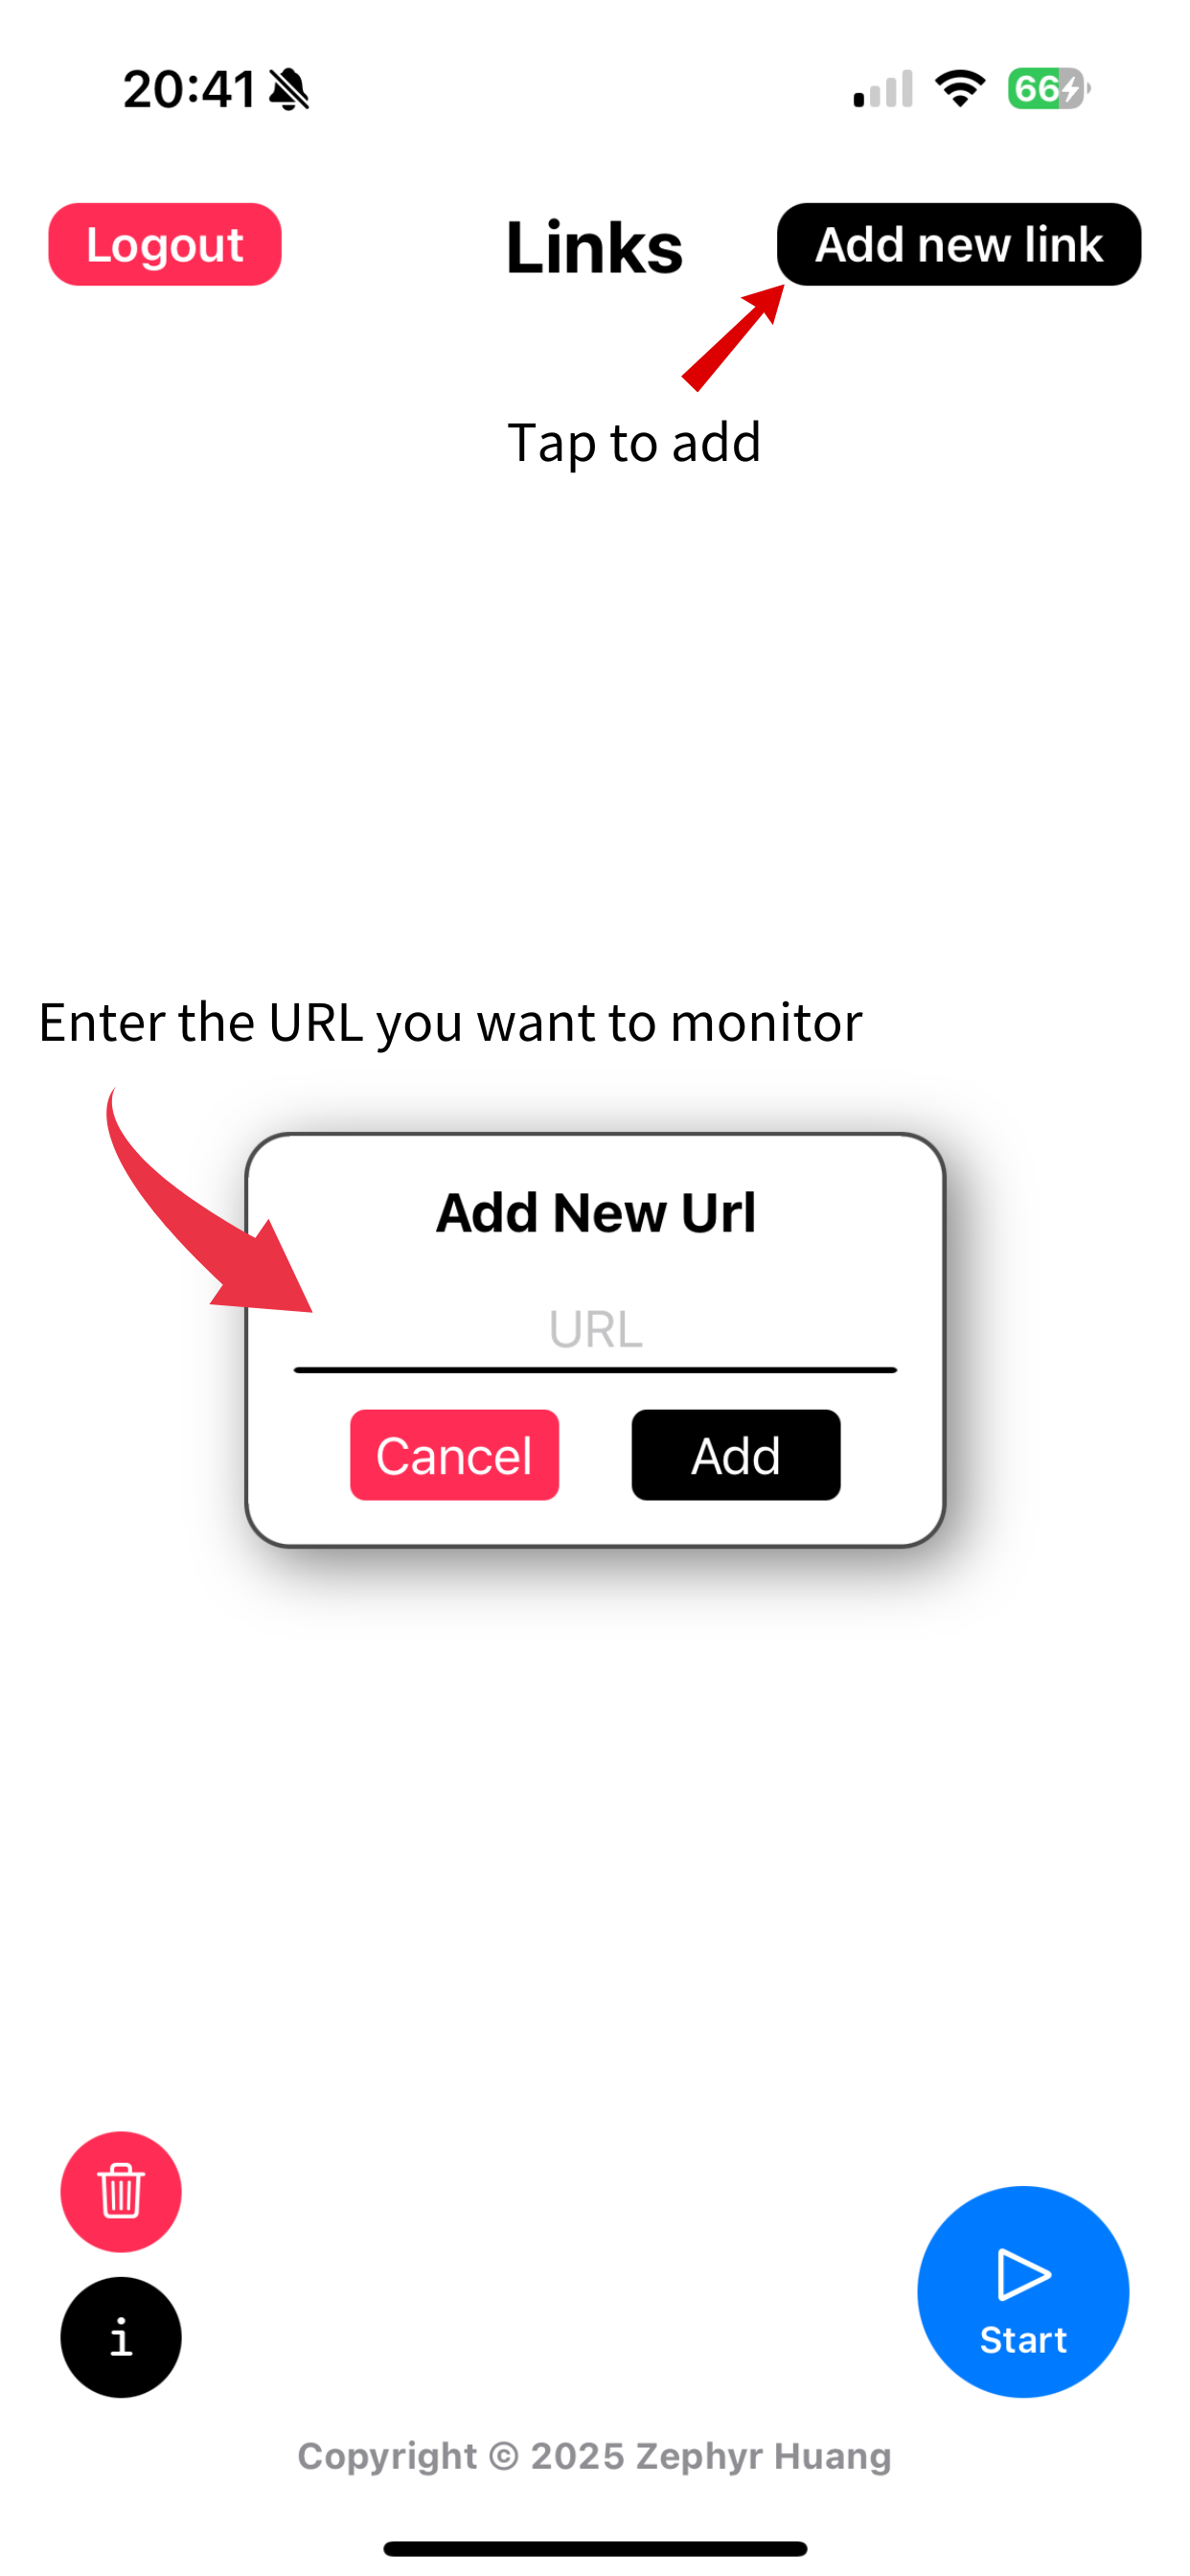 20:41
66
Logout
Links
Add new link
Tap to add
Enter the URL you want to monitor
Add New Url
URL
Cancel
Add
i
Start
Copyright © 2025 Zephyr Huang